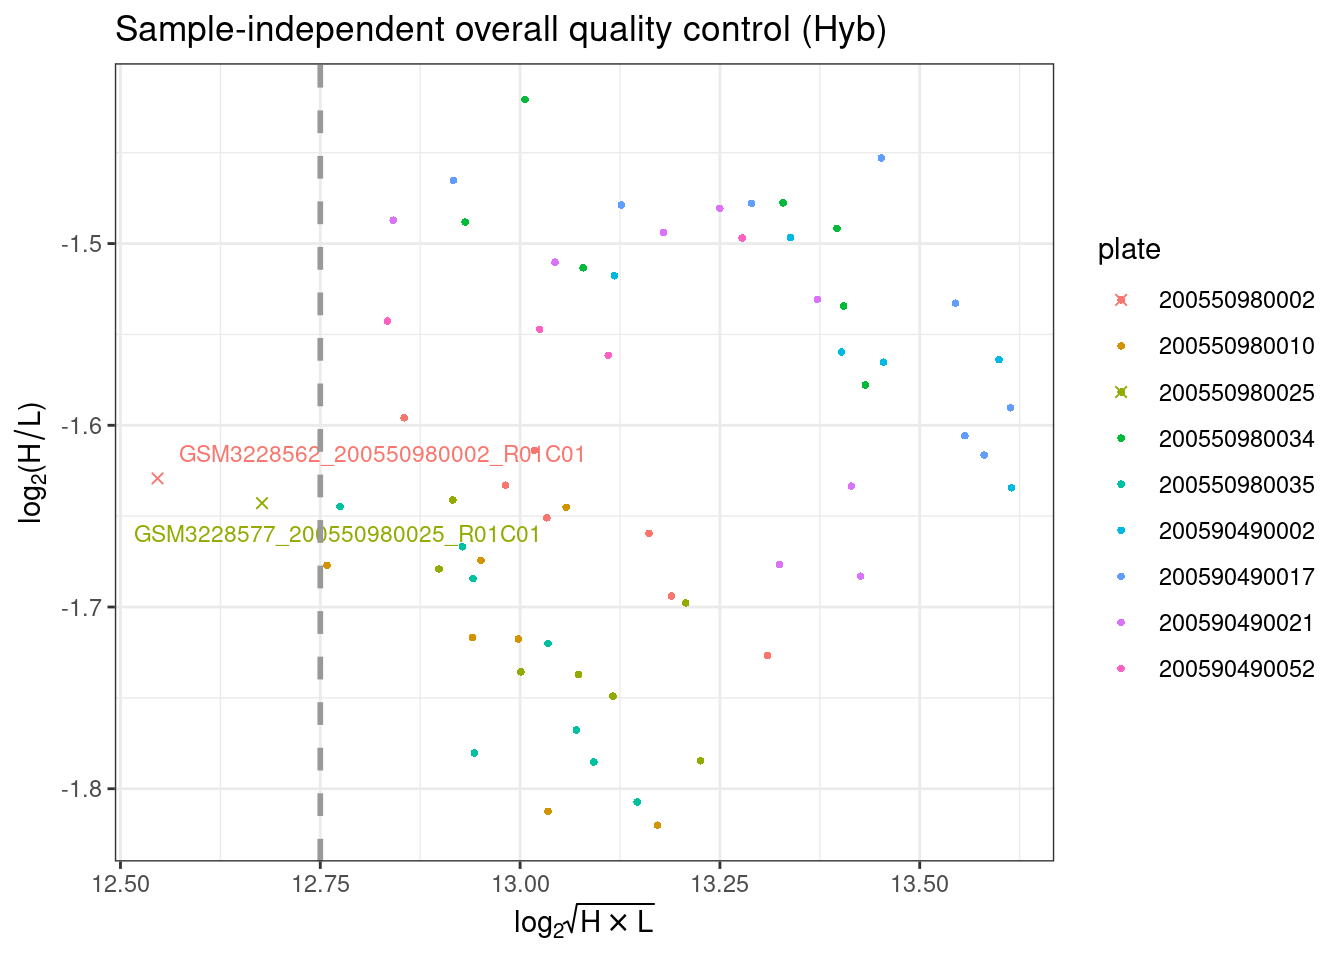 Sample-independent overall quality control (Hyb)
-1.5
-1.6
-1.7
-1.8
log2(H/L)
GSM3228562_200550980002_R01C01
GSM3228577_200550980025_R01C01
12.50 12.75 13.00 13.25 13.50
log2√H × L
plate
200550980002
200550980010
200550980025
200550980034
200550980035
200590490002
200590490017
200590490021
200590490052